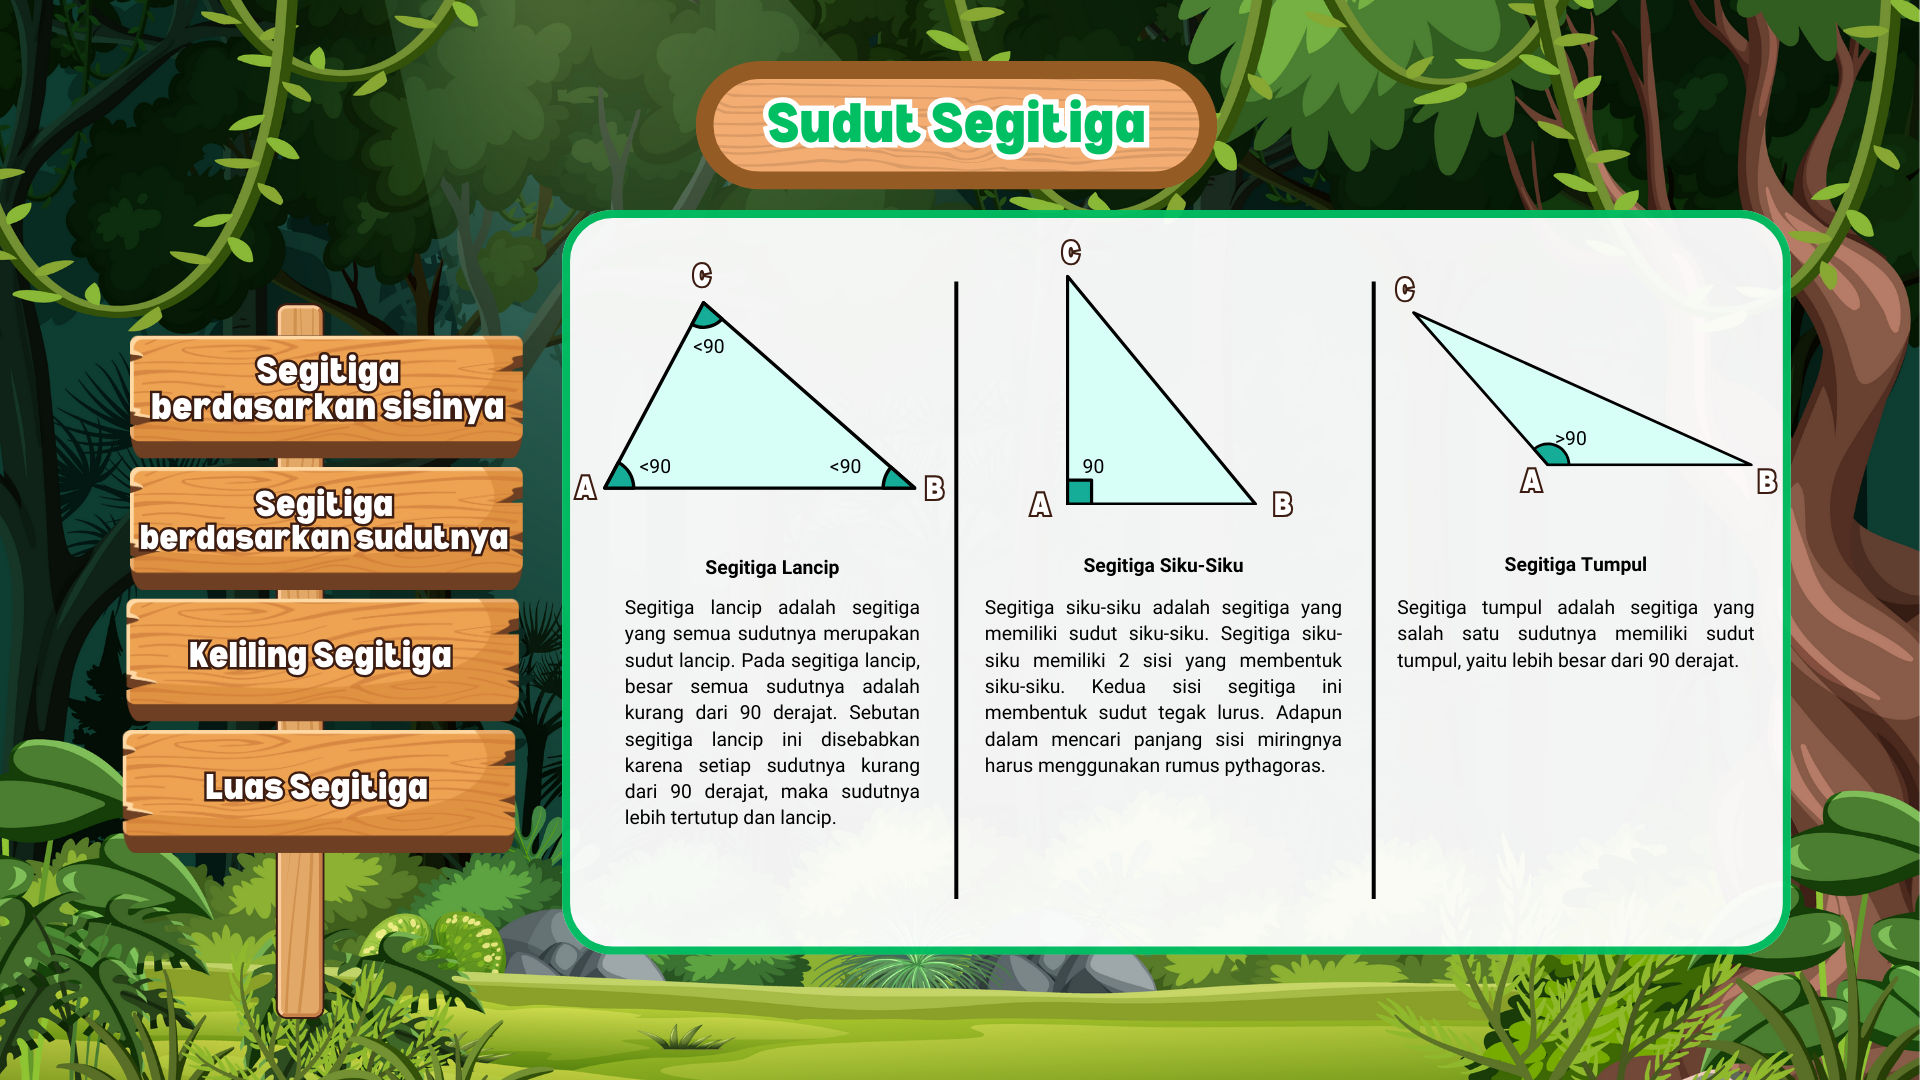 Sudut Segitiga
Segitiga
berdasarkan sisinya
Segitiga
berdasarkan sudutnya
Keliling Segitiga
Luas Segitiga
C
<90
A
<90
<90
B
Segitiga Lancip
Segitiga lancip adalah segitiga
yang semua sudutnya merupakan
sudut lancip. Pada segitiga lancip,
besar semua sudutnya adalah
kurang dari 90 derajat. Sebutan
segitiga lancip ini disebabkan
karena setiap sudutnya kurang
dari 90 derajat, maka sudutnya
lebih tertutup dan lancip.
C
90
A
B
Segitiga Siku-Siku
Segitiga siku-siku adalah segitiga yang
memiliki sudut siku-siku. Segitiga siku-
siku memiliki 2 sisi yang membentuk
siku-siku. Kedua sisi segitiga ini
membentuk sudut tegak lurus. Adapun
dalam mencari panjang sisi miringnya
harus menggunakan rumus pythagoras.
C
>90
A
B
Segitiga Tumpul
Segitiga tumpul adalah segitiga yang
salah satu sudutnya memiliki sudut
tumpul, yaitu lebih besar dari 90 derajat.